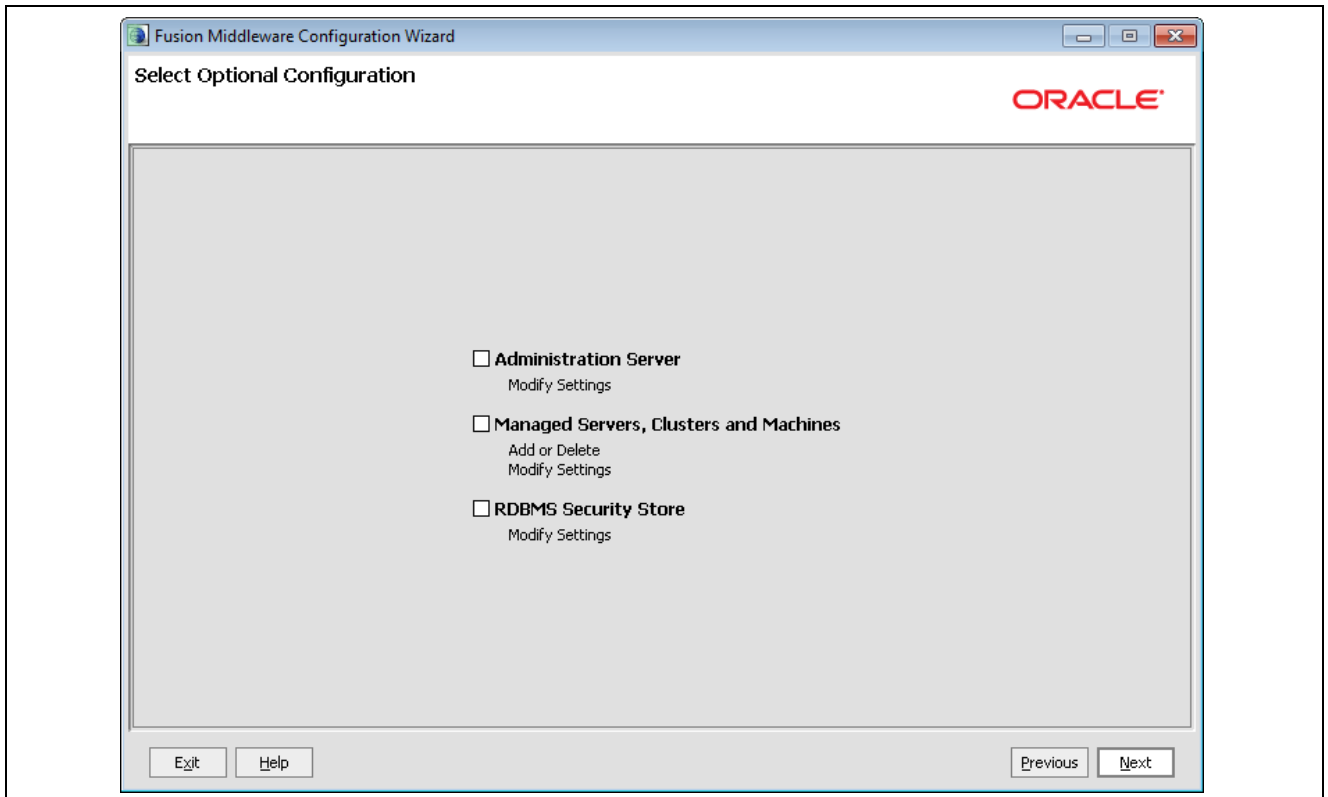 Fusion Middleware Configuration Wizard
Select Optional Configuration
ORACLE
Administration Server
Modify Settings
Managed Servers, Clusters and Machines
Add or Delete
Modify Settings
RDBMS Security Store
Modify Settings
Exit Help Previous Next